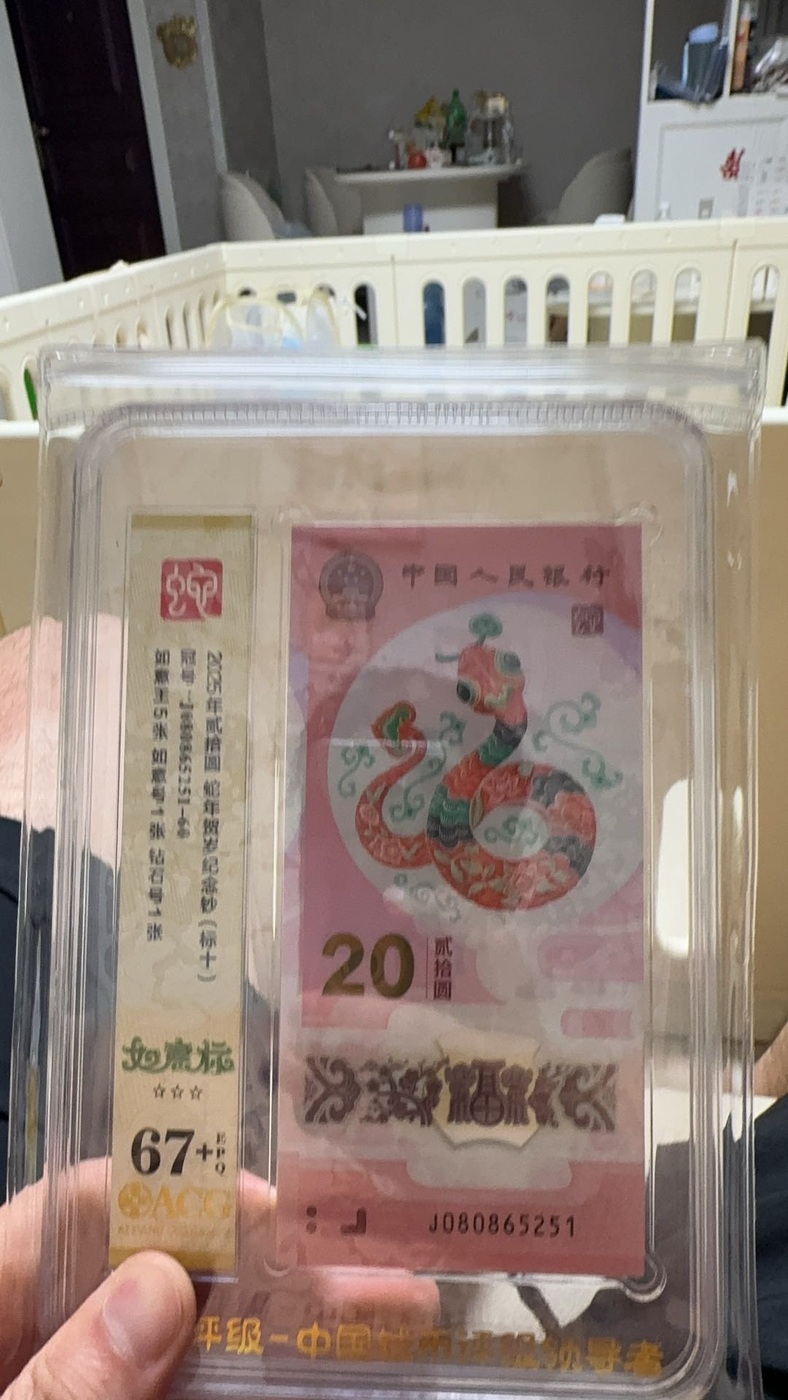 2025年贰拾圆 蛇年贺岁纪念钞(标十)
冠号:J080865251-60
如意王5张 如意号1张 钻石号1张
如意标
☆☆☆
67+
EPQ
ACG
中国人民银行
20
贰拾圆
J080865251
评级-中国钱币评级领导者